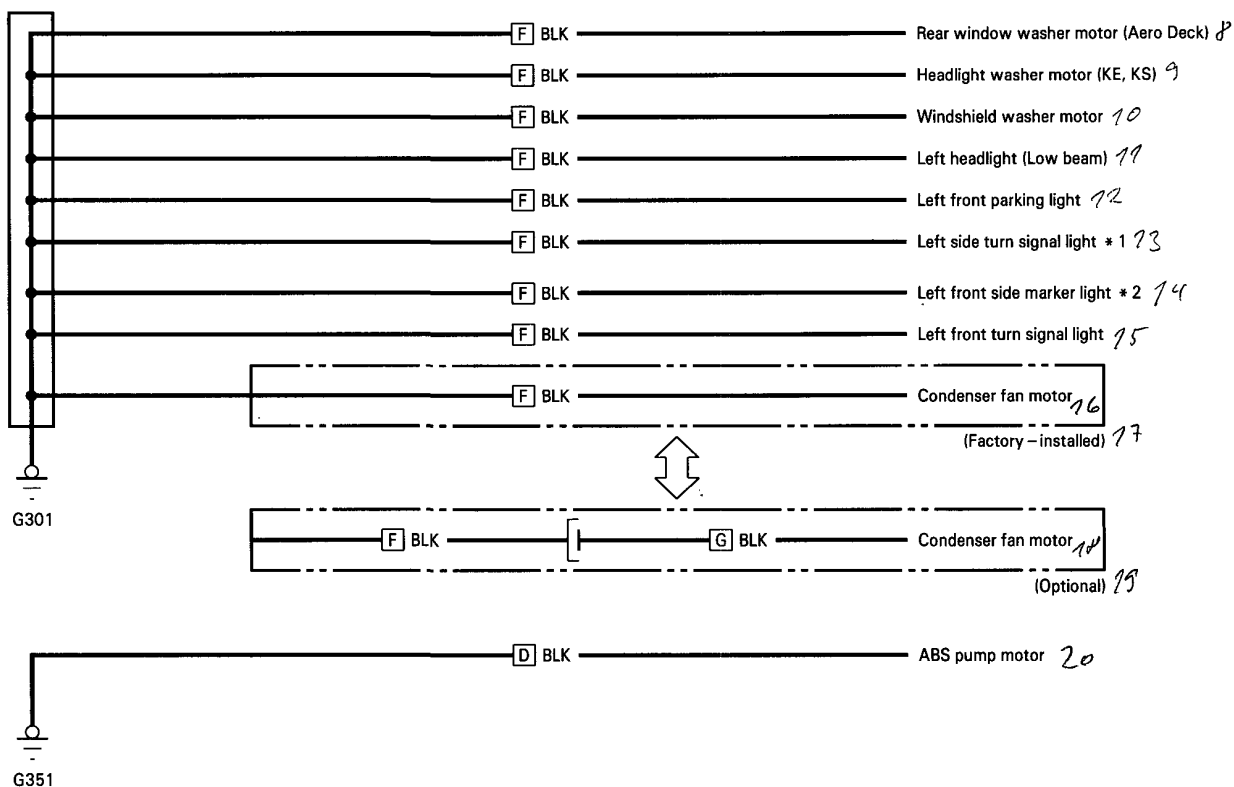 F BLK Rear window washer motor (Aero Deck) 8
F BLK Headlight washer motor (KE, KS) 9
F BLK Windshield washer motor 10
F BLK Left headlight (Low beam) 11
F BLK Left front parking light 12
F BLK Left side turn signal light *1 13
F BLK Left front side marker light *2 14
F BLK Left front turn signal light 15
F BLK Condenser fan motor 16
(Factory – installed) 17
G301
F BLK G BLK Condenser fan motor 18
(Optional) 19
D BLK ABS pump motor 20
G351